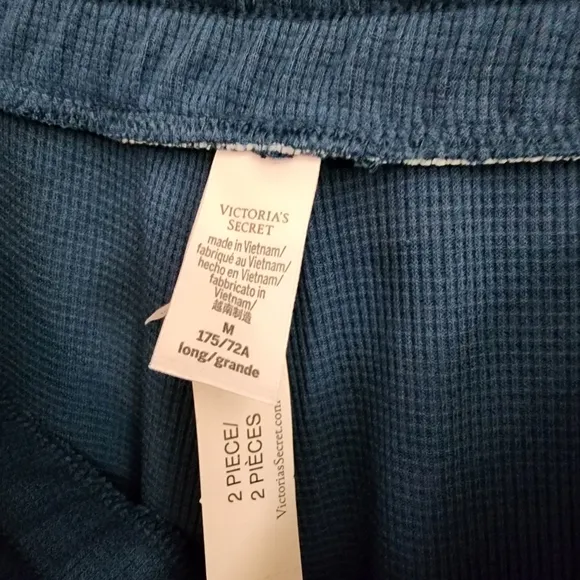 VICTORIA'S
SECRET
made in Vietnam/
fabriqué au Vietnam/
hecho en Vietnam/
fabbricato in
Vietnam/
越南制造
M
175/72A
long/grande
2 PIECE/
2 PIÈCES
VictoriasSecret.com